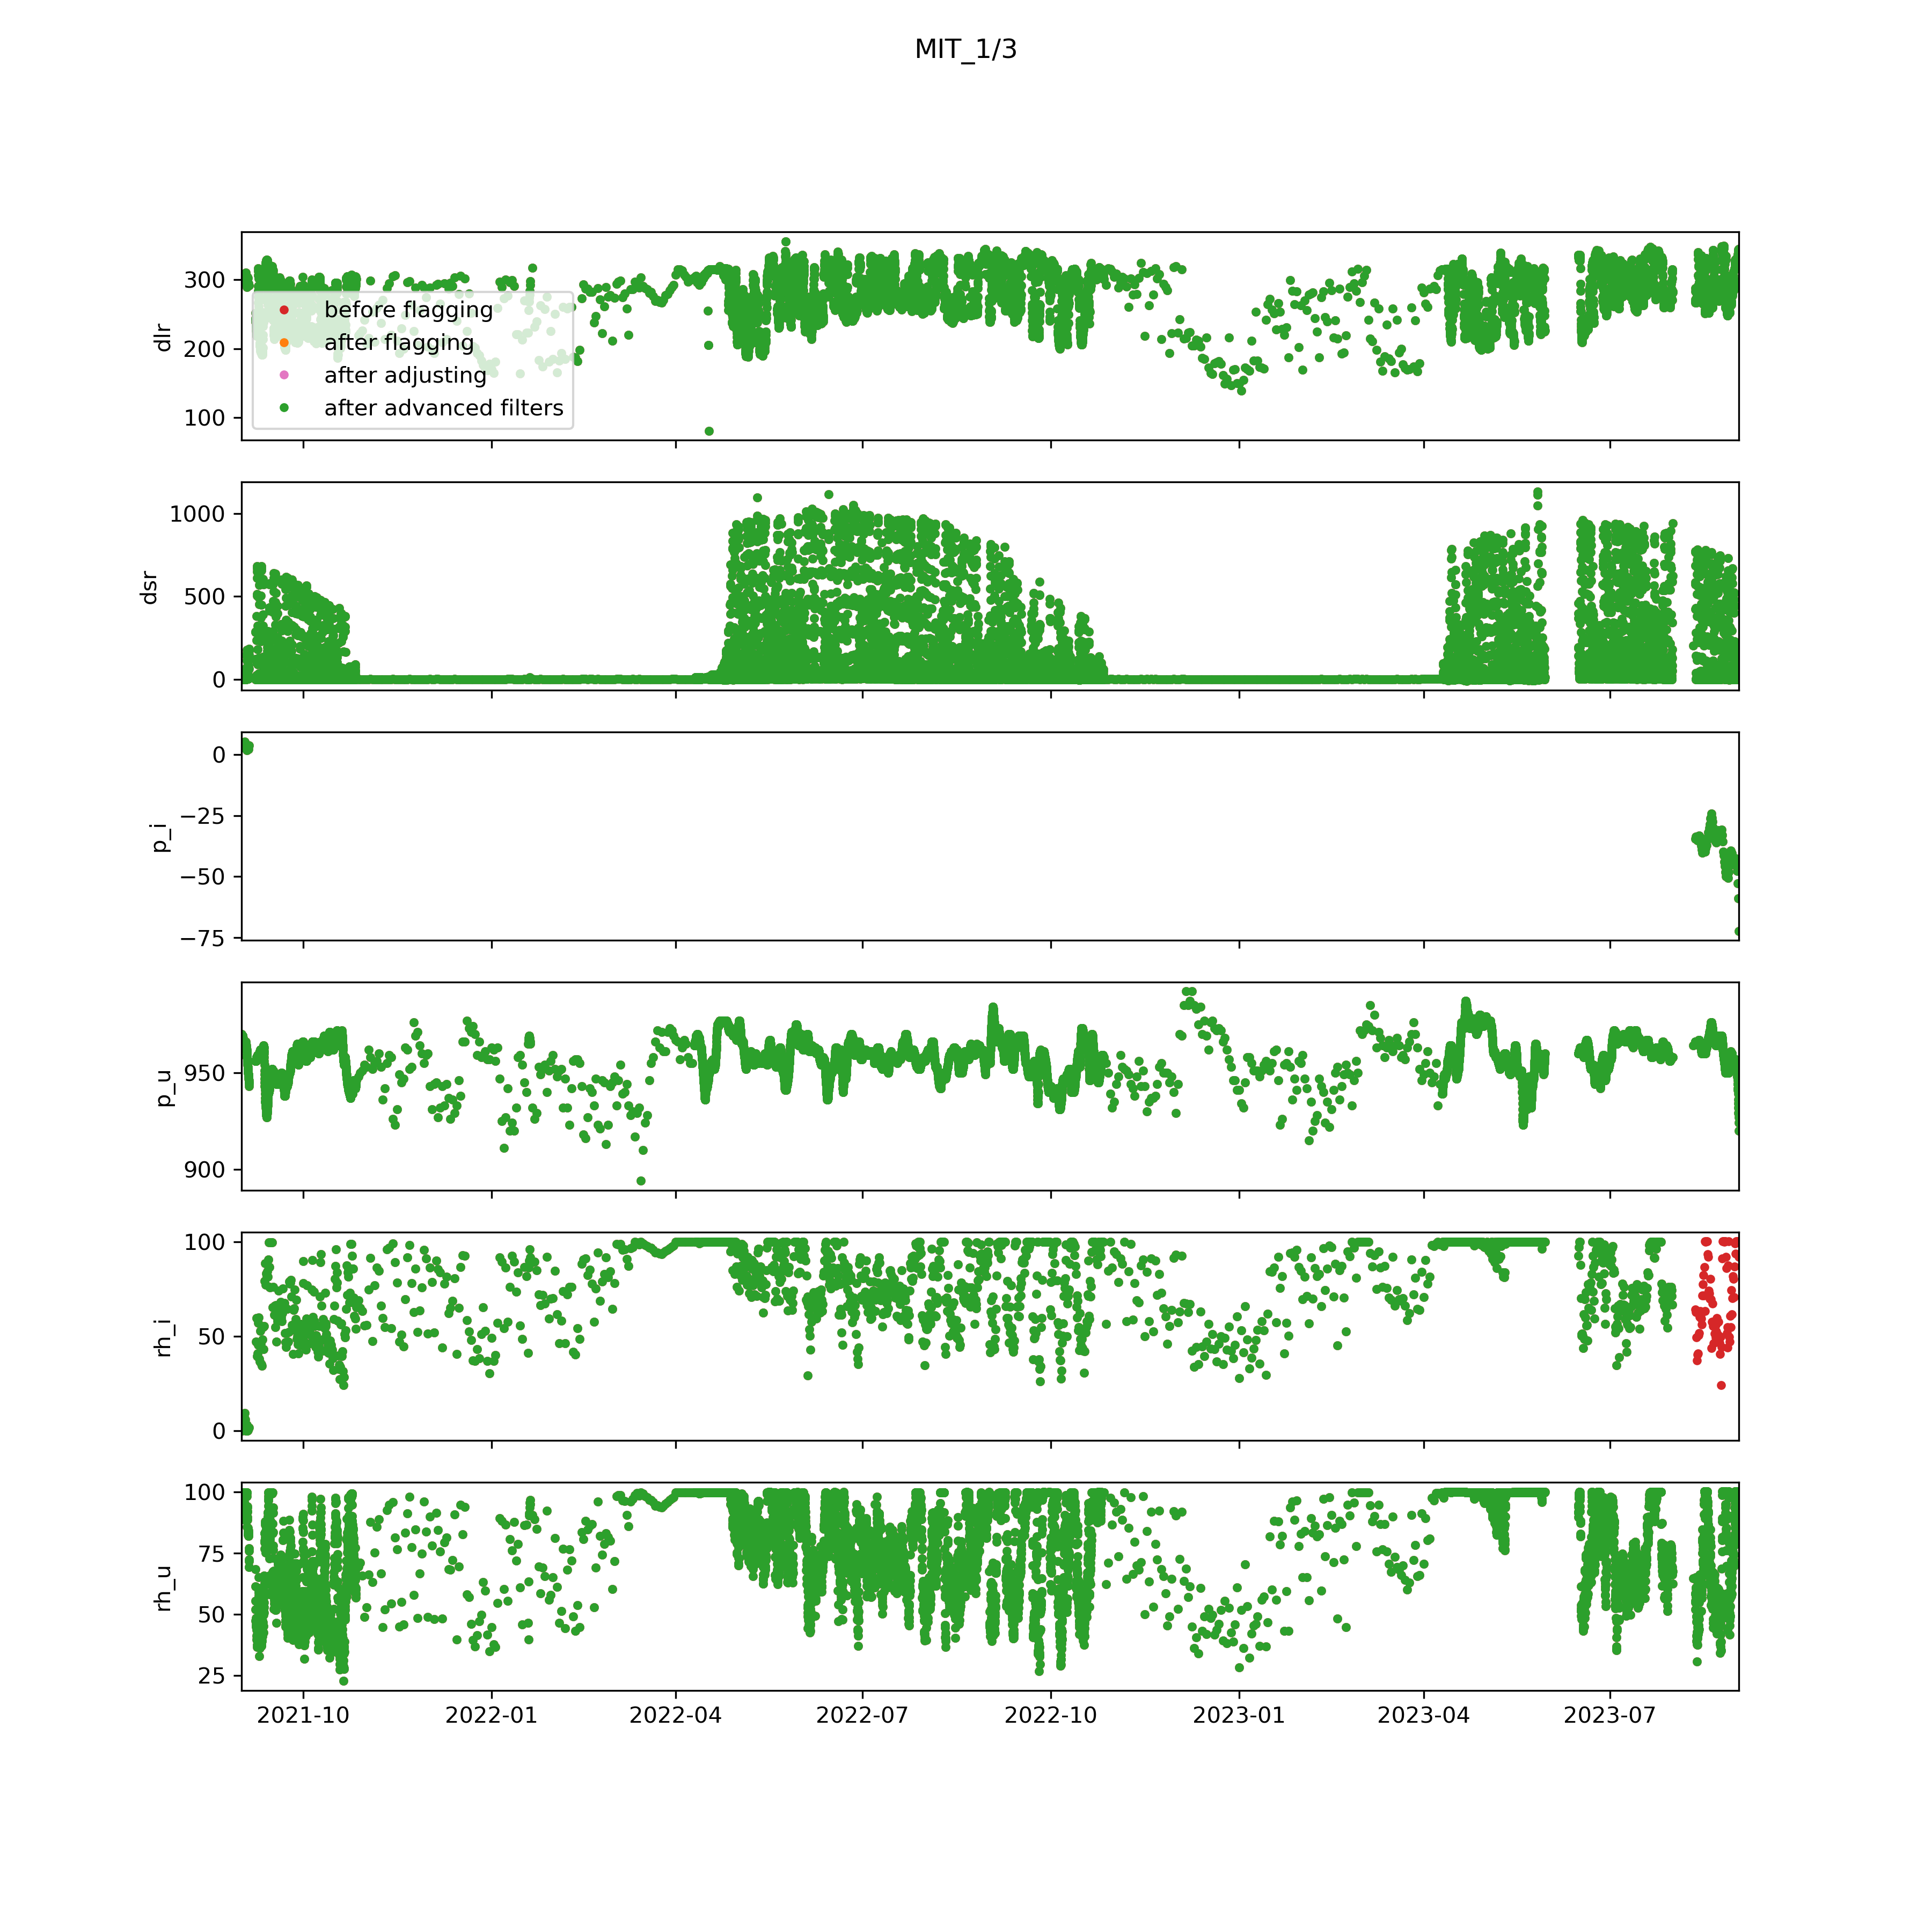 MIT_1/3
300
200
100
dlr
before flagging
after flagging
after adjusting
after advanced filters
1000
500
0
dsr
0
−25
−50
−75
p_i
950
900
p_u
100
50
0
rh_i
100
75
50
25
rh_u
2021-10 2022-01 2022-04 2022-07 2022-10 2023-01 2023-04 2023-07